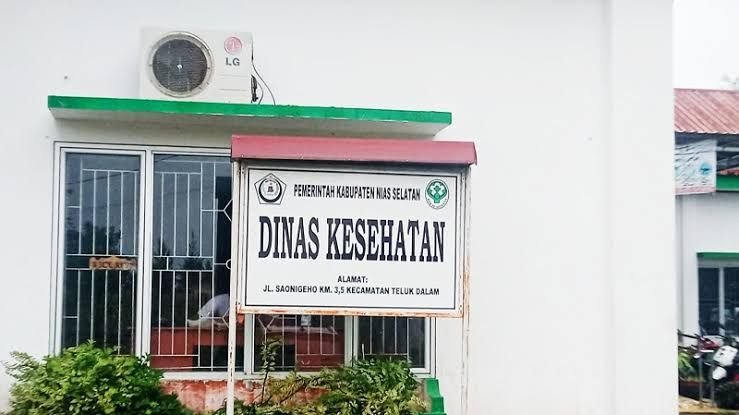 LG
PEMERINTAH KABUPATEN NIAS SELATAN
DINAS KESEHATAN
ALAMAT:
JL. SAONIGEHO KM. 3,5 KECAMATAN TELUK DALAM